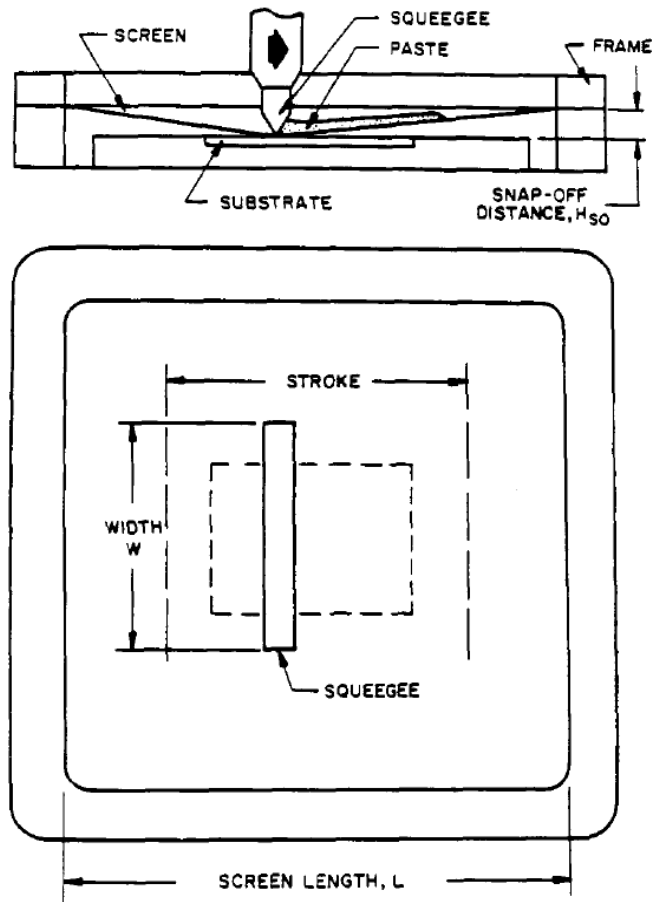 SQUEEGEE
SCREEN
PASTE
FRAME
SUBSTRATE
SNAP-OFF
DISTANCE, HSO
STROKE
WIDTH
W
SQUEEGEE
SCREEN LENGTH, L